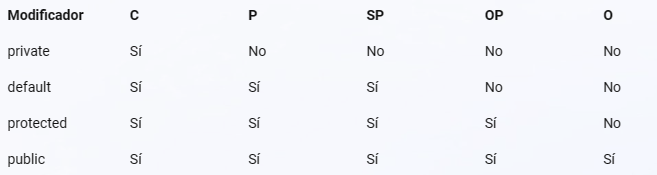 Modificador C P SP OP O
private Sí No No No No
default Sí Sí Sí No No
protected Sí Sí Sí Sí No
public Sí Sí Sí Sí Sí